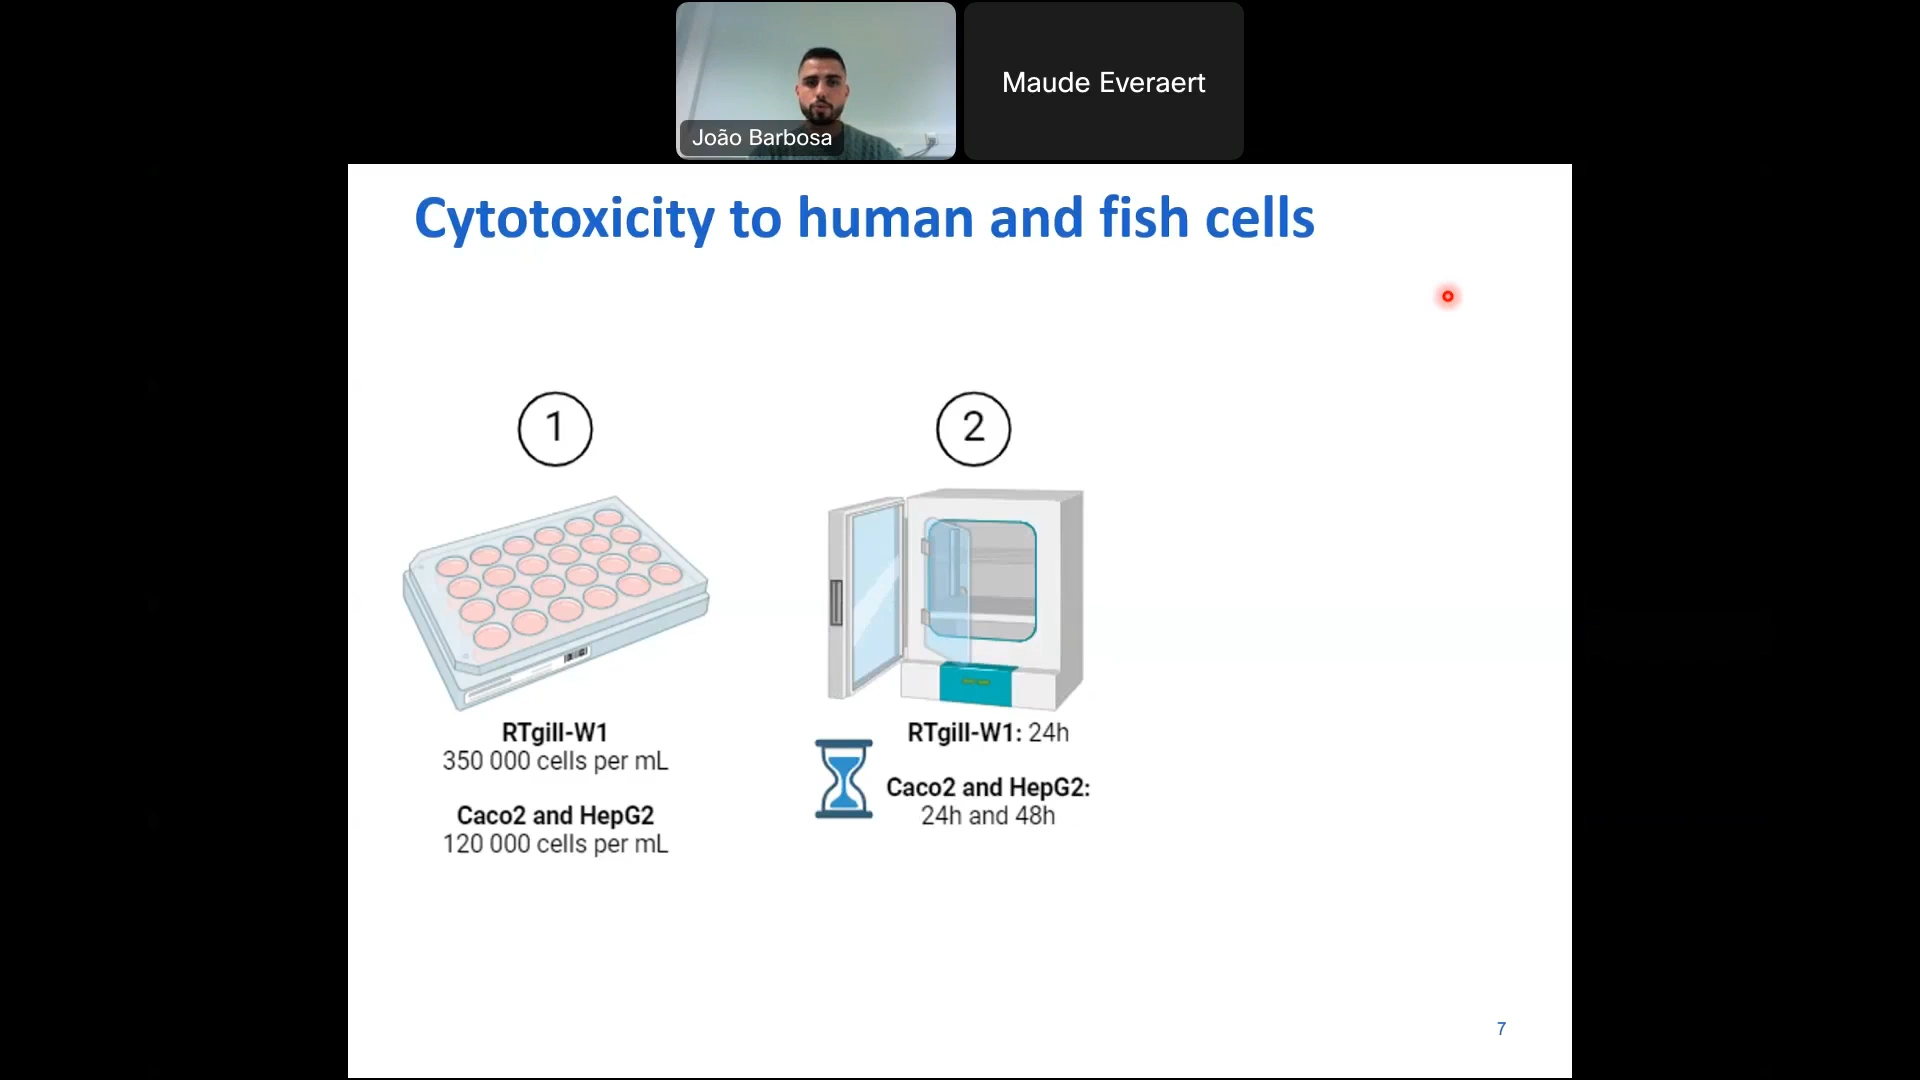 João Barbosa
Maude Everaert
Cytotoxicity to human and fish cells
1
2
RTgill-W1
350 000 cells per mL
Caco2 and HepG2
120 000 cells per mL
RTgill-W1: 24h
Caco2 and HepG2:
24h and 48h
7